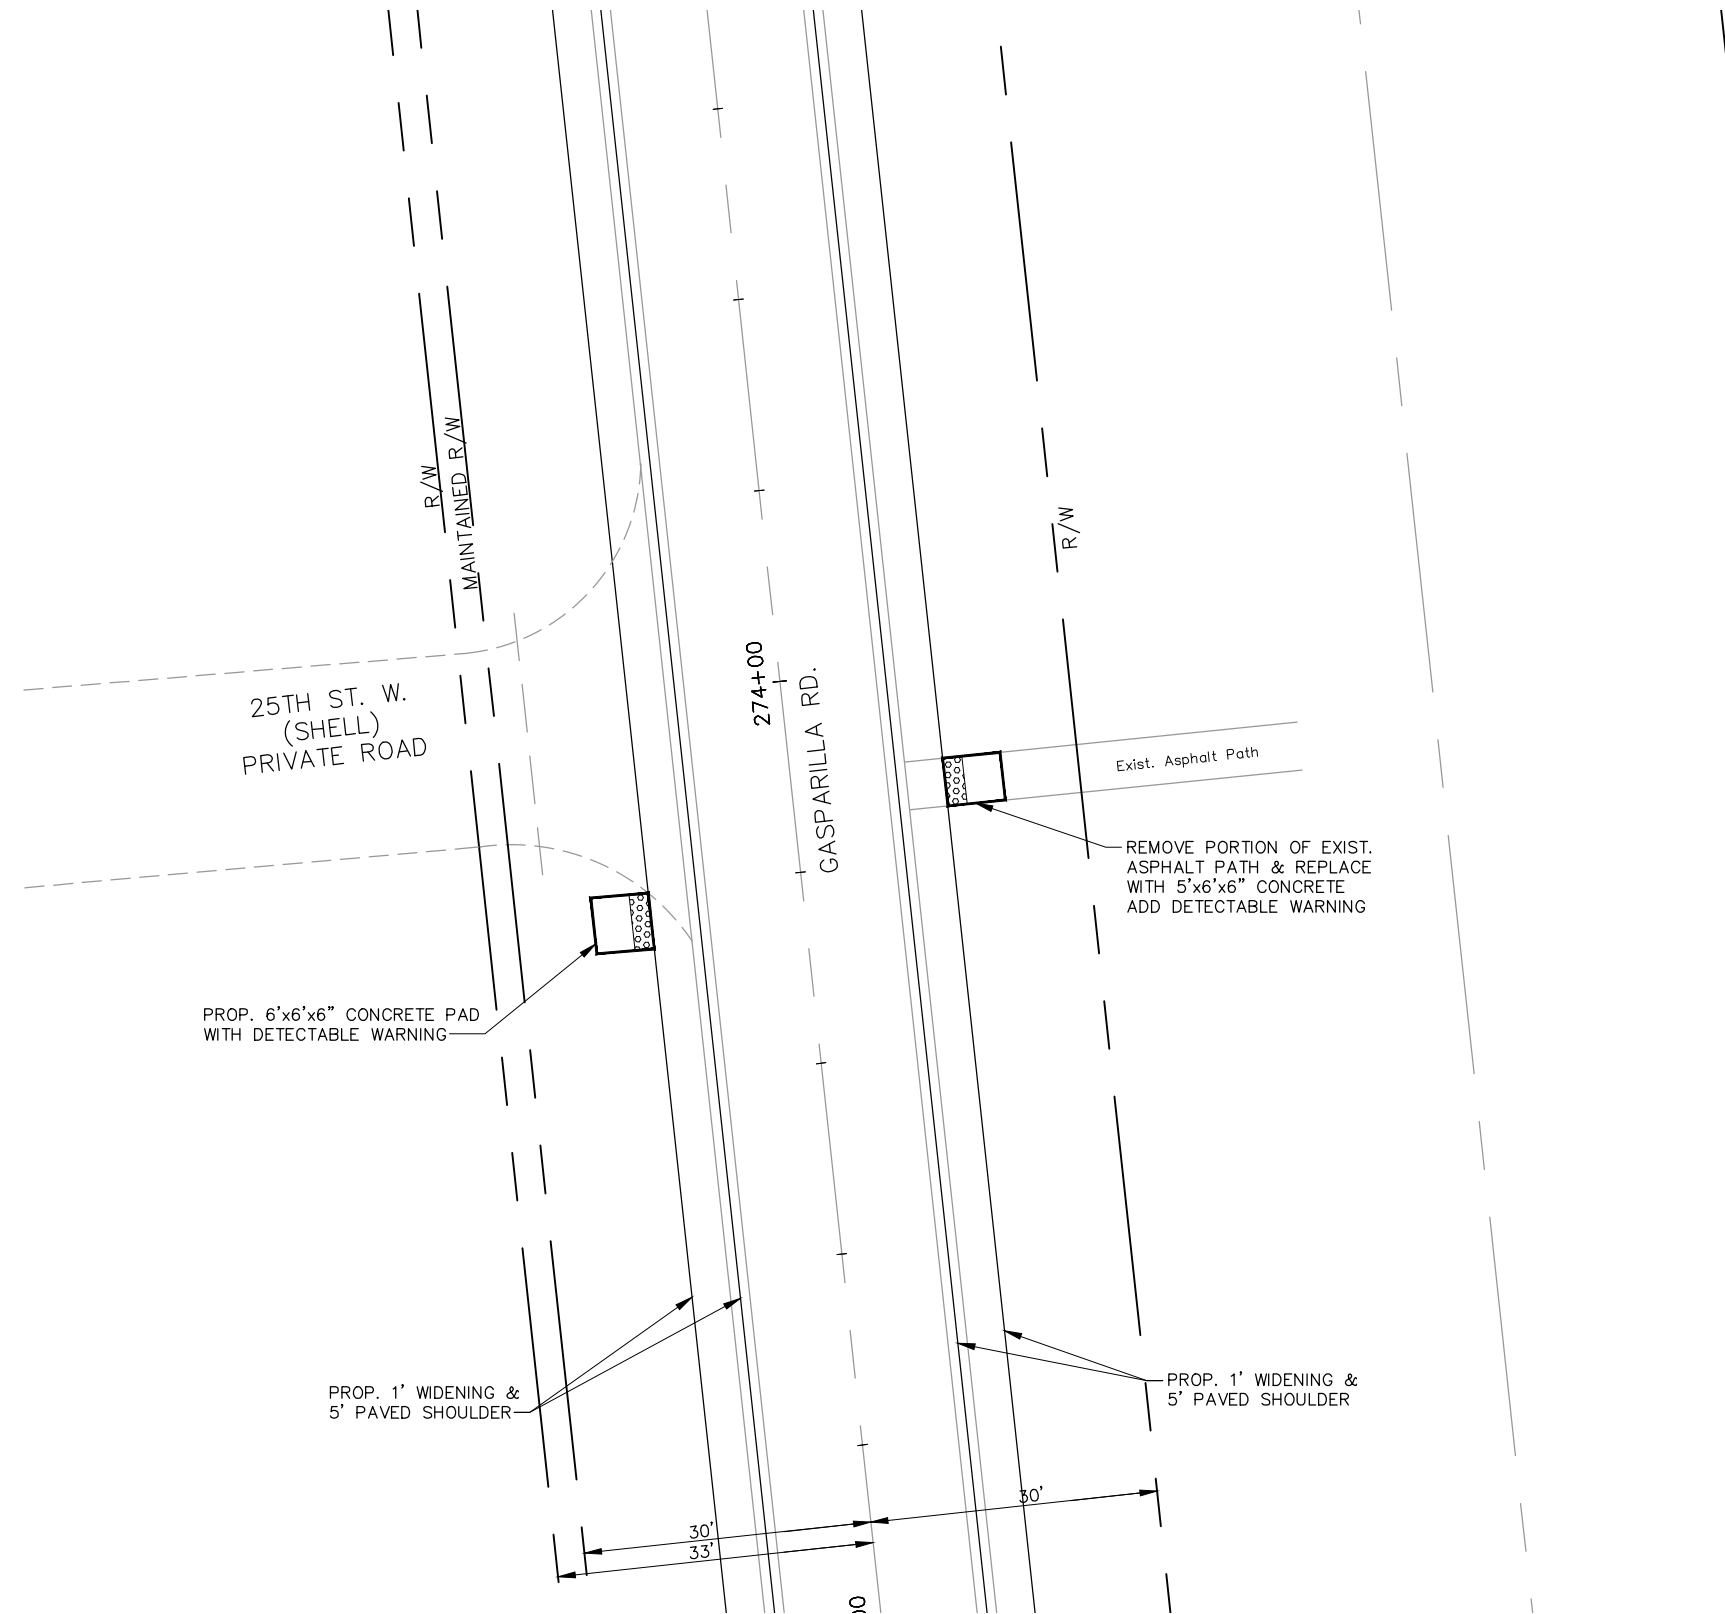 R/W
MAINTAINED R/W
R/W
25TH ST. W.
(SHELL)
PRIVATE ROAD
274+00
GASPARILLA RD.
Exist. Asphalt Path
REMOVE PORTION OF EXIST.
ASPHALT PATH & REPLACE
WITH 5'x6'x6" CONCRETE
ADD DETECTABLE WARNING
PROP. 6'x6'x6" CONCRETE PAD
WITH DETECTABLE WARNING
PROP. 1' WIDENING &
5' PAVED SHOULDER
PROP. 1' WIDENING &
5' PAVED SHOULDER
30'
30'
33'